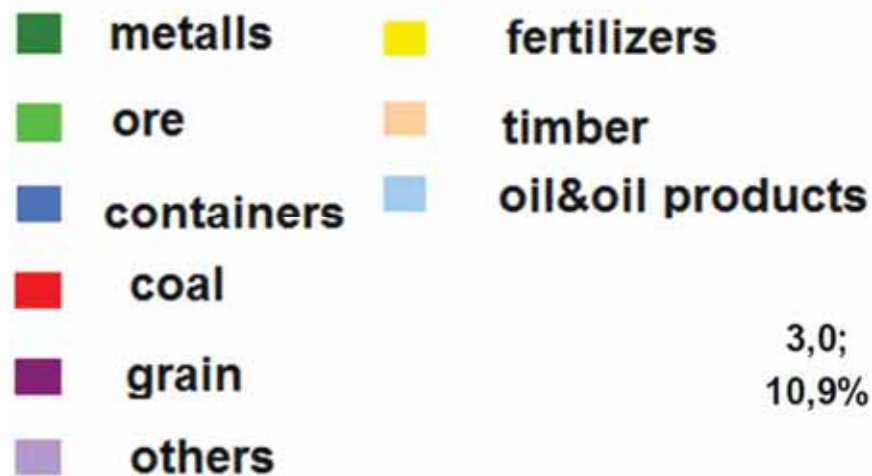 metalls
ore
containers
coal
grain
others
fertilizers
timber
oil&oil products
3,0;
10,9%